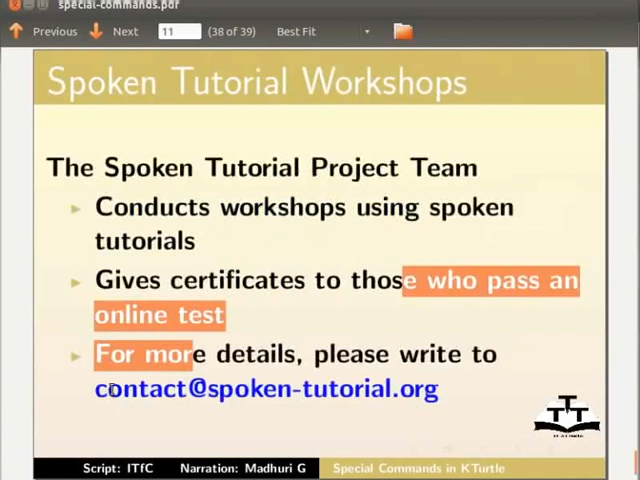 special-commands.pdf
Previous Next 11 (38 of 39) Best Fit
Spoken Tutorial Workshops
The Spoken Tutorial Project Team
Conducts workshops using spoken
tutorials
Gives certificates to those who pass an
online test
For more details, please write to
contact@spoken-tutorial.org
Script: ITfC Narration: Madhuri G Special Commands in KTurtle